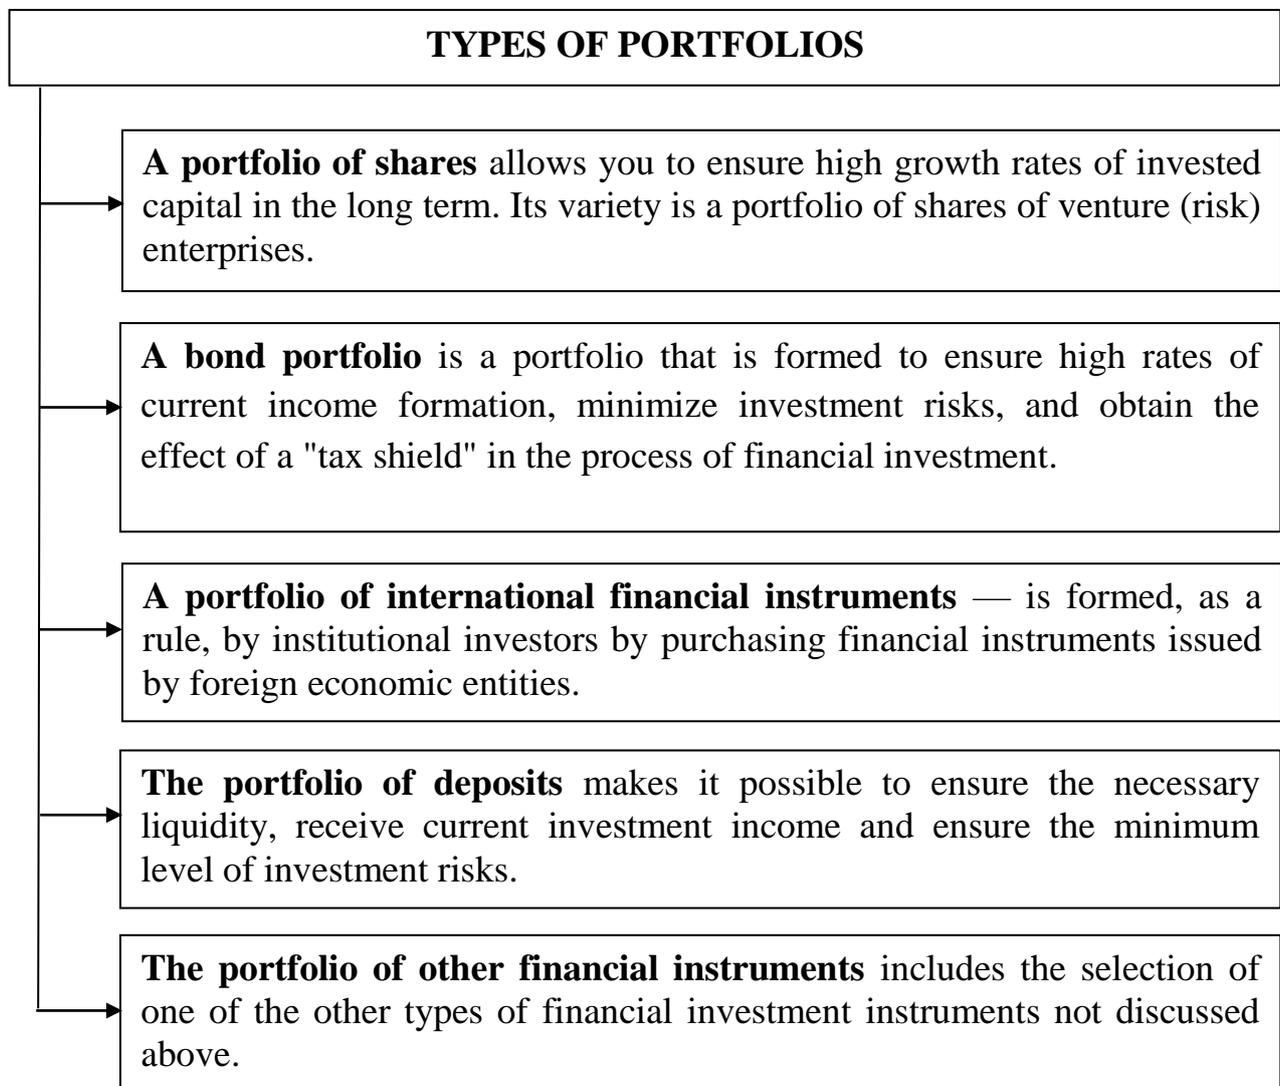 TYPES OF PORTFOLIOS
A portfolio of shares allows you to ensure high growth rates of invested
capital in the long term. Its variety is a portfolio of shares of venture (risk)
enterprises.
A bond portfolio is a portfolio that is formed to ensure high rates of
current income formation, minimize investment risks, and obtain the
effect of a "tax shield" in the process of financial investment.
A portfolio of international financial instruments — is formed, as a
rule, by institutional investors by purchasing financial instruments issued
by foreign economic entities.
The portfolio of deposits makes it possible to ensure the necessary
liquidity, receive current investment income and ensure the minimum
level of investment risks.
The portfolio of other financial instruments includes the selection of
one of the other types of financial investment instruments not discussed
above.